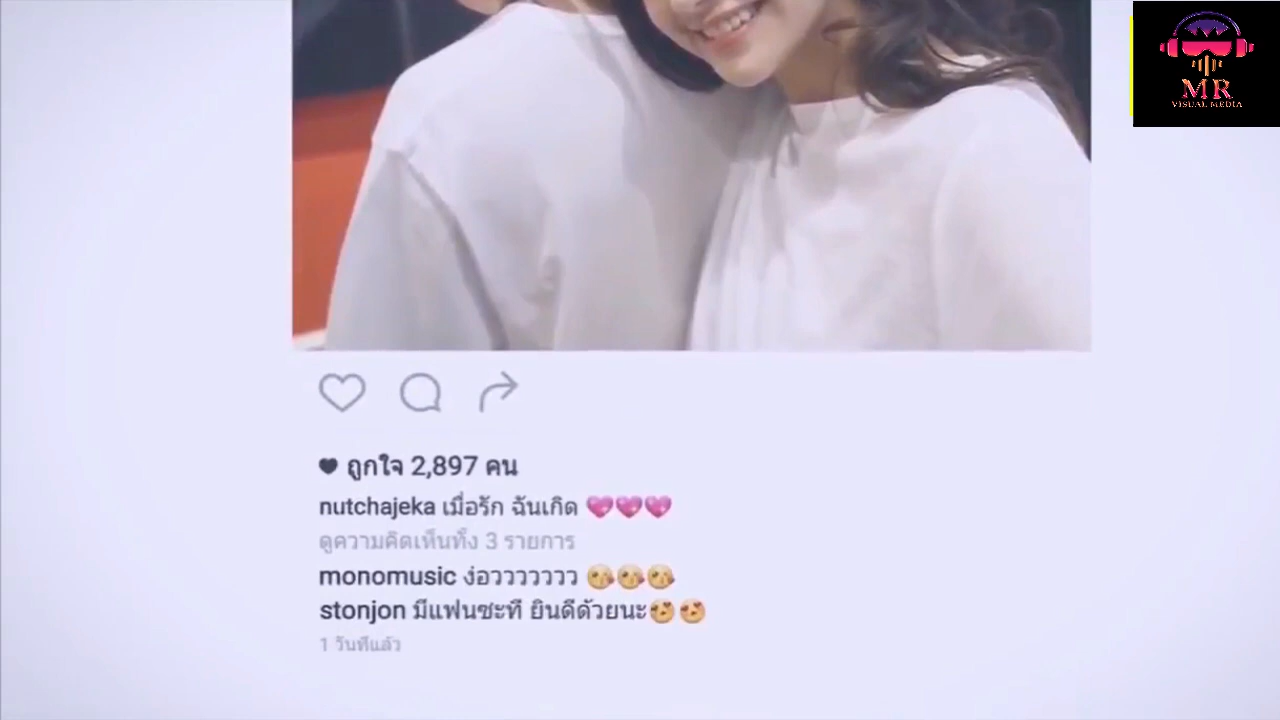 MR
VISUAL MEDIA
ถูกใจ 2,897 คน
nutchajeka เมื่อรัก ฉันเกิด 💗💗💗
ดูความคิดเห็นทั้ง 3 รายการ
monomusic ง่อววววววว 😘😘😘
stonjon มีแฟนซะที ยินดีด้วยนะ😍😍
1 วันที่แล้ว